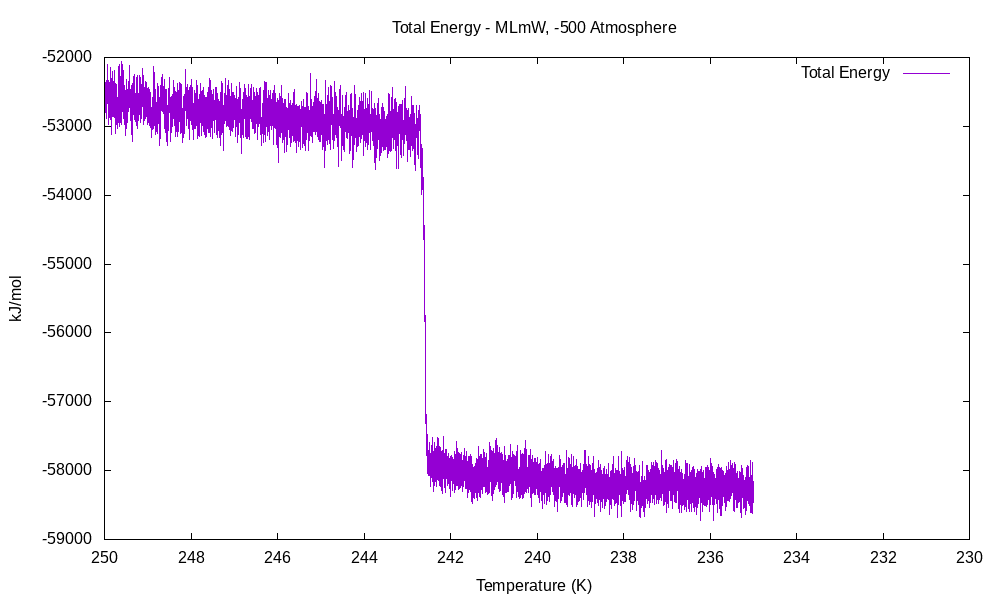 Total Energy - MLmW, -500 Atmosphere
Total Energy
-52000
-53000
-54000
-55000
-56000
-57000
-58000
-59000
kJ/mol
250 248 246 244 242 240 238 236 234 232 230
Temperature (K)